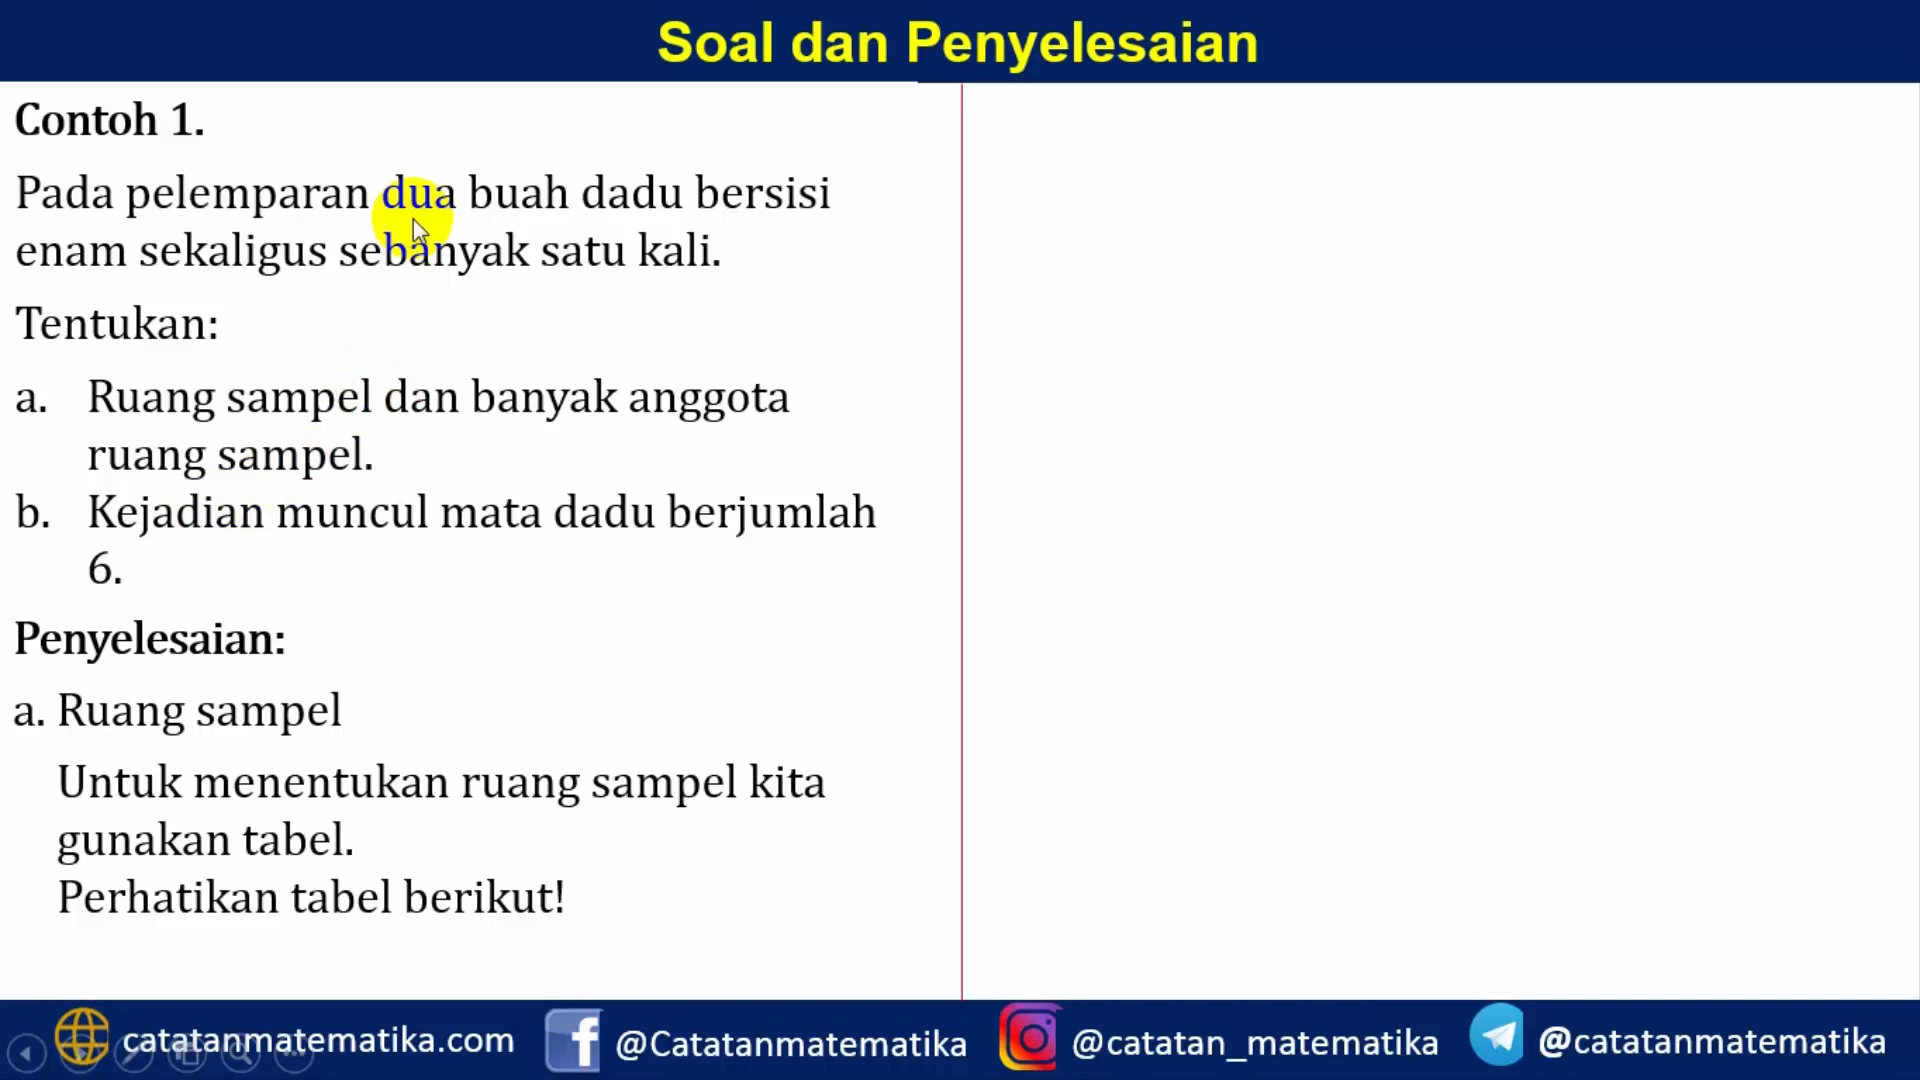 Soal dan Penyelesaian
Contoh 1.
Pada pelemparan dua buah dadu bersisi
enam sekaligus sebanyak satu kali.
Tentukan:
a. Ruang sampel dan banyak anggota
ruang sampel.
b. Kejadian muncul mata dadu berjumlah
6.
Penyelesaian:
a. Ruang sampel
Untuk menentukan ruang sampel kita
gunakan tabel.
Perhatikan tabel berikut!
catatanmatematika.com
@Catatanmatematika
@catatan_matematika
@catatanmatematika